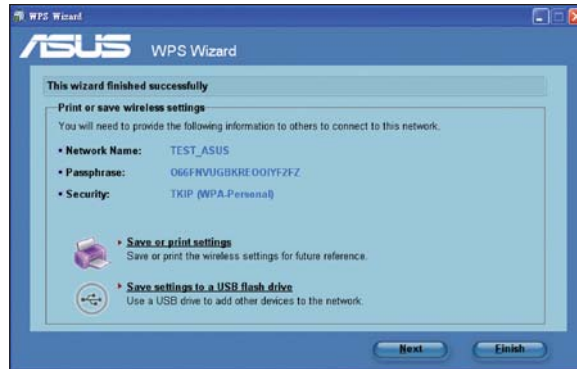 WPS Wizard
ASUS WPS Wizard
This wizard finished successfully
Print or save wireless settings
You will need to provide the following information to others to connect to this network.
• Network Name: TEST_ASUS
• Passphrase: O66FNVUGBKREOOIYF2FZ
• Security: TKIP (WPA-Personal)
Save or print settings
Save or print the wireless settings for future reference.
Save settings to a USB flash drive
Use a USB drive to add other devices to the network.
Next Finish